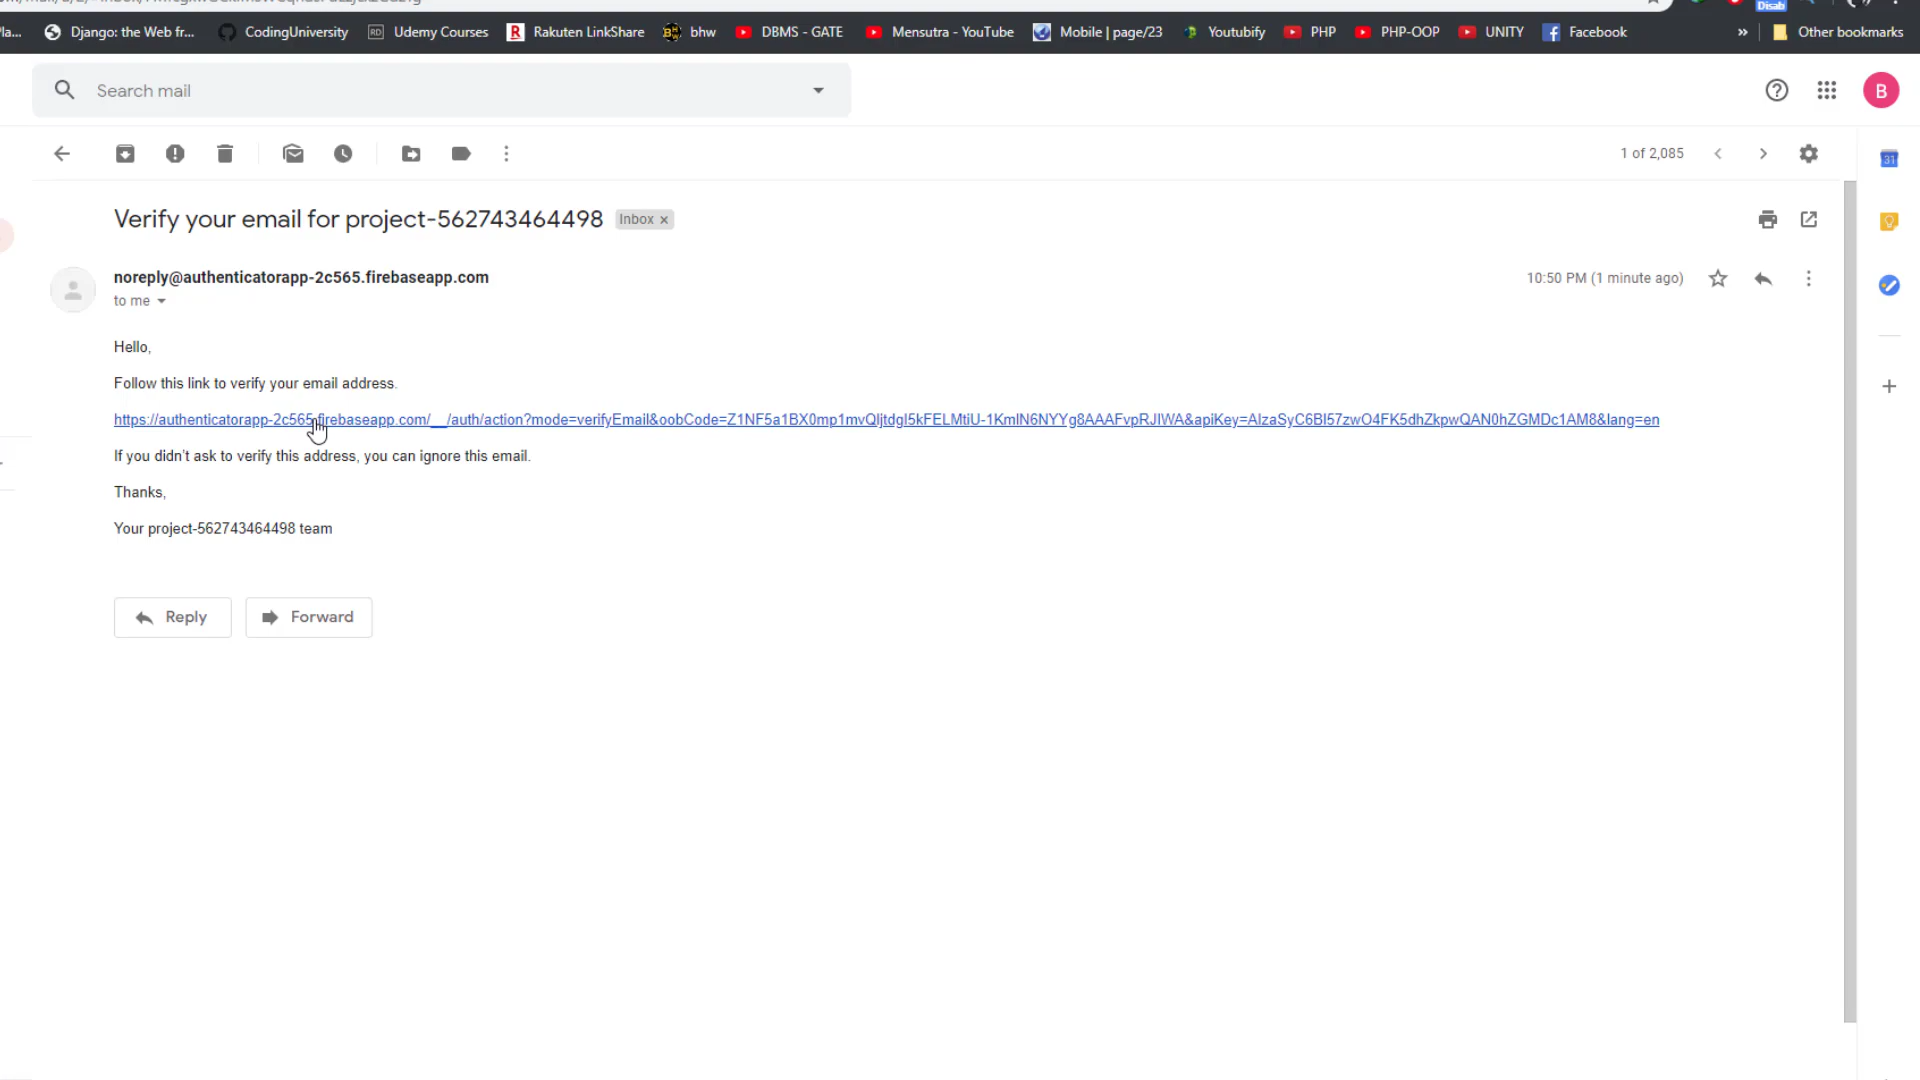 Disab
Django: the Web fr... CodingUniversity Udemy Courses Rakuten LinkShare bhw DBMS - GATE Mensutra - YouTube Mobile | page/23 Youtubify PHP PHP-OOP UNITY Facebook » Other bookmarks
Search mail
B
1 of 2,085
31
Verify your email for project-562743464498 Inbox x
noreply@authenticatorapp-2c565.firebaseapp.com
10:50 PM (1 minute ago)
to me
Hello,
Follow this link to verify your email address.
https://authenticatorapp-2c565.firebaseapp.com/__/auth/action?mode=verifyEmail&oobCode=Z1NF5a1BX0mp1mvQljtdgl5kFELMtiU-1KmlN6NYYg8AAAFvpRJIWA&apiKey=AIzaSyC6Bl57zwO4FK5dhZkpwQAN0hZGMDc1AM8&lang=en
If you didn't ask to verify this address, you can ignore this email.
Thanks,
Your project-562743464498 team
Reply
Forward